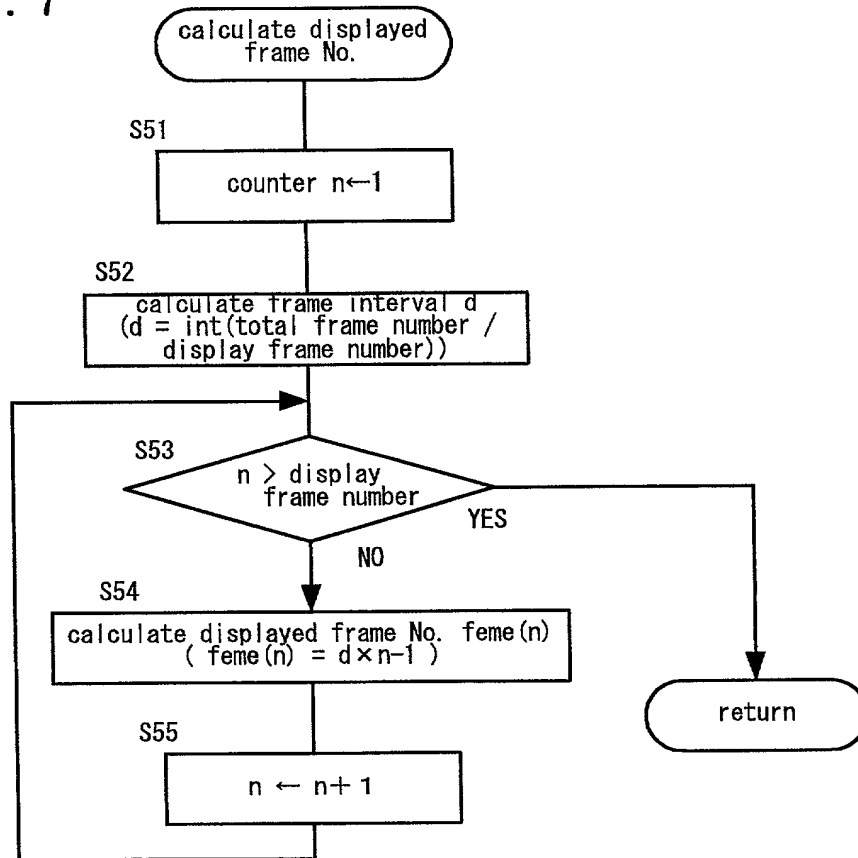 . 7
calculate displayed
frame No.
S51
counter n←1
S52
calculate frame interval d
(d = int(total frame number /
display frame number))
S53
n > display
frame number
YES
NO
S54
calculate displayed frame No. feme(n)
( feme(n) = d×n-1 )
S55
return
n ← n+1